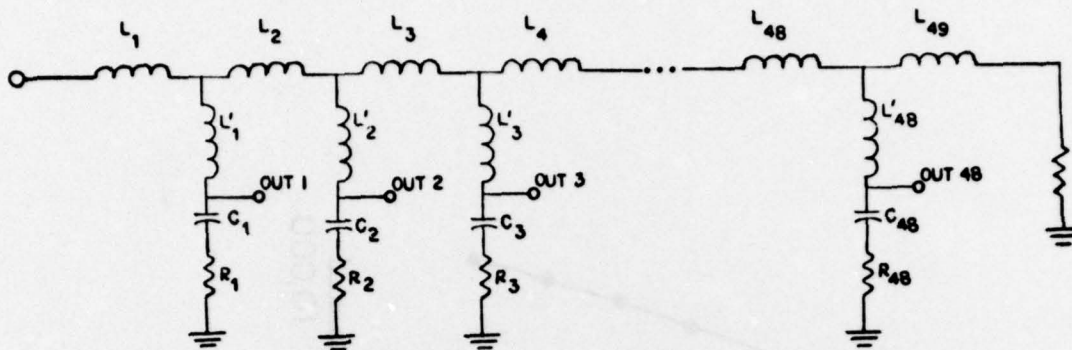 L1 L2 L3 L4 ... L48 L49
L'1 L'2 L'3 L'48
OUT 1 OUT 2 OUT 3 OUT 48
C1 C2 C3 C48
R1 R2 R3 R48